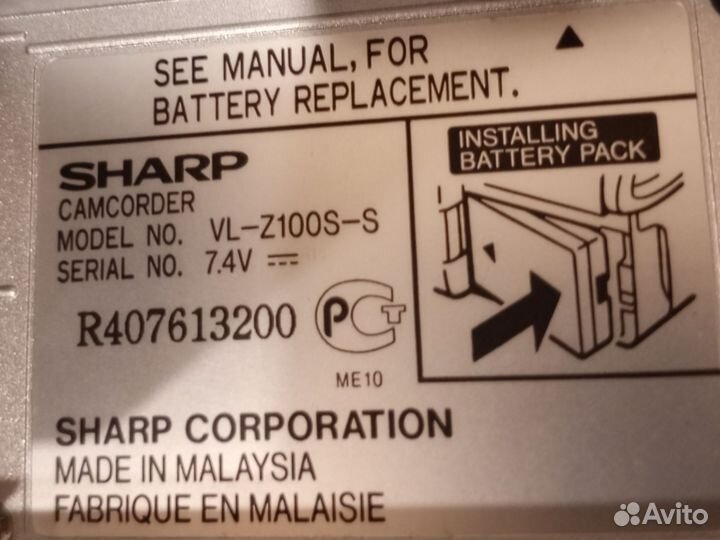 SEE MANUAL, FOR
BATTERY REPLACEMENT.
SHARP
CAMCORDER
MODEL NO. VL-Z100S-S
SERIAL NO. 7.4V ⎓
R407613200
РСТ
ME10
INSTALLING
BATTERY PACK
SHARP CORPORATION
MADE IN MALAYSIA
FABRIQUE EN MALAISIE
Avito